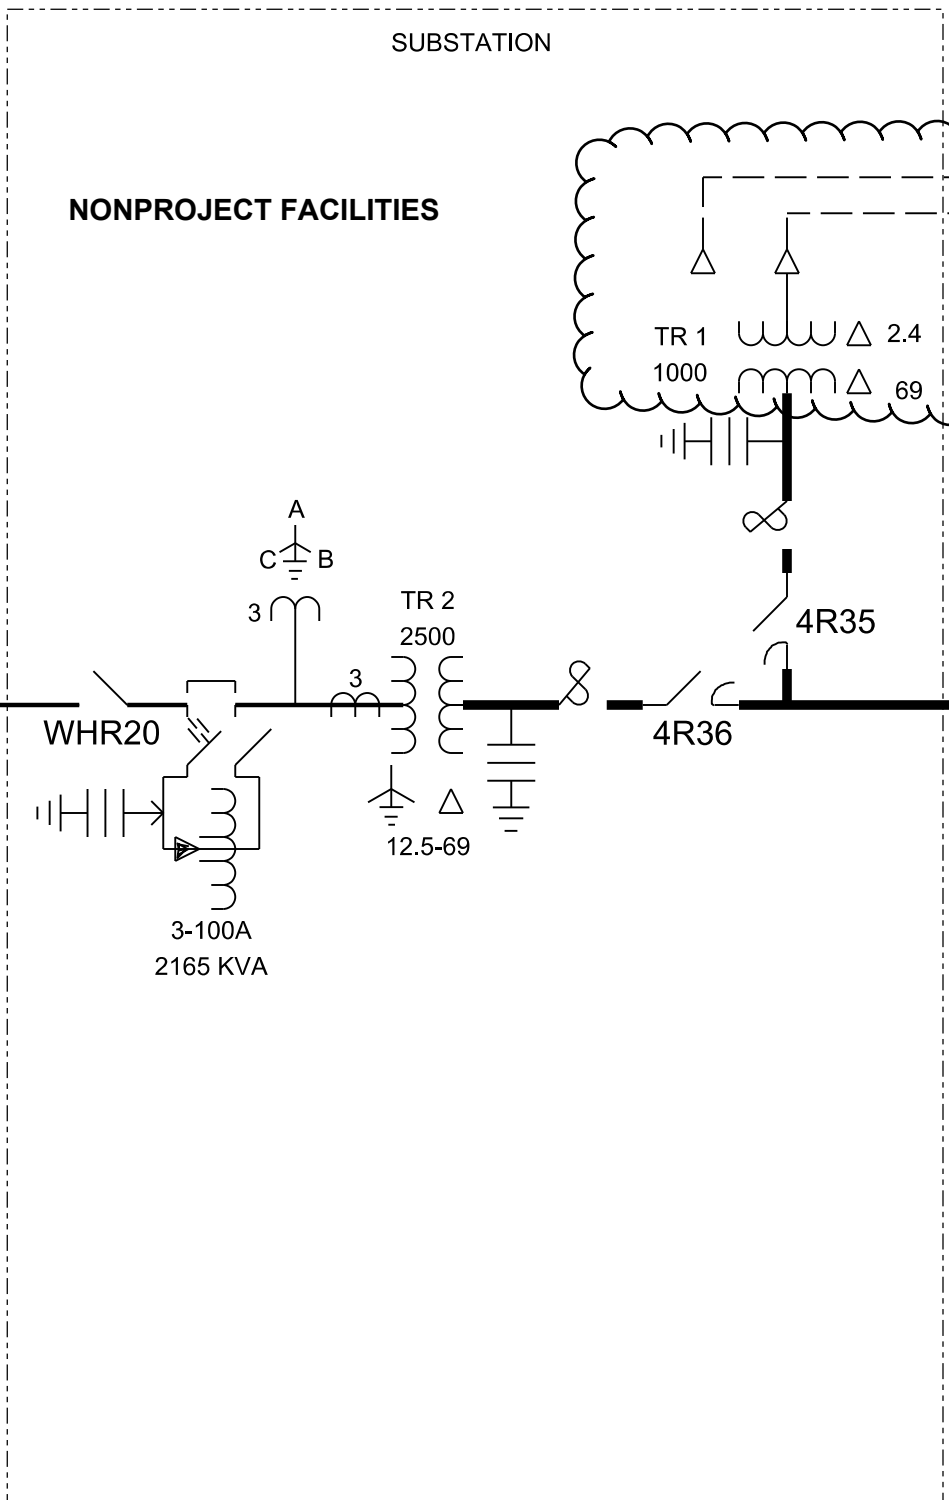 SUBSTATION
NONPROJECT FACILITIES
TR 1
1000
2.4
69
A
C
B
3
TR 2
2500
3
4R35
WHR20
4R36
12.5-69
3-100A
2165 KVA